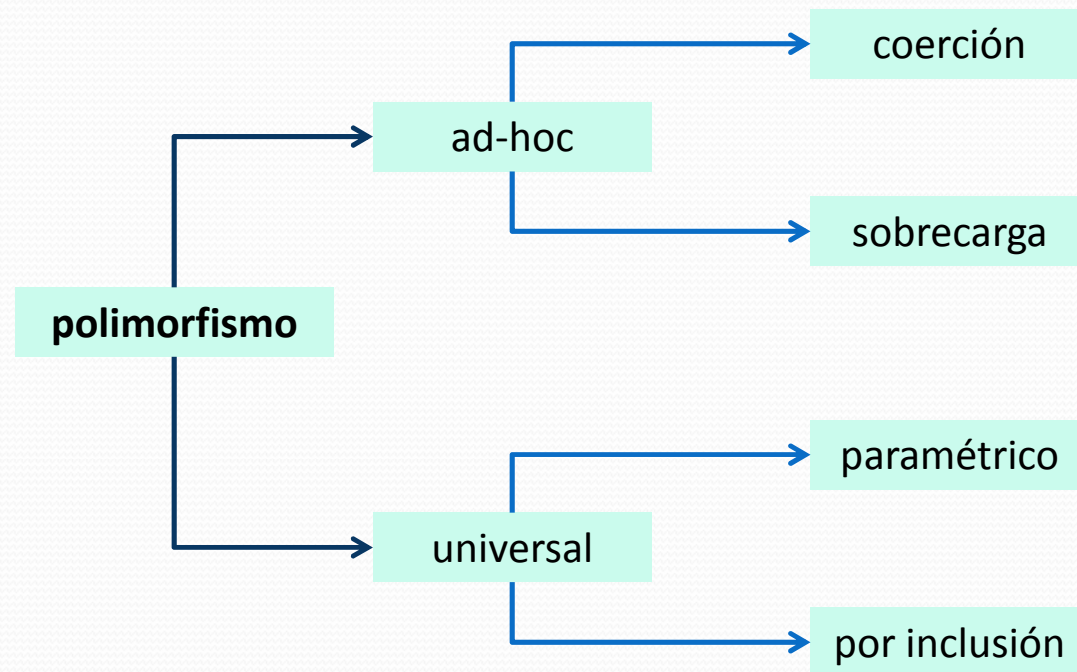 coerción
ad-hoc
sobrecarga
polimorfismo
paramétrico
universal
por inclusión